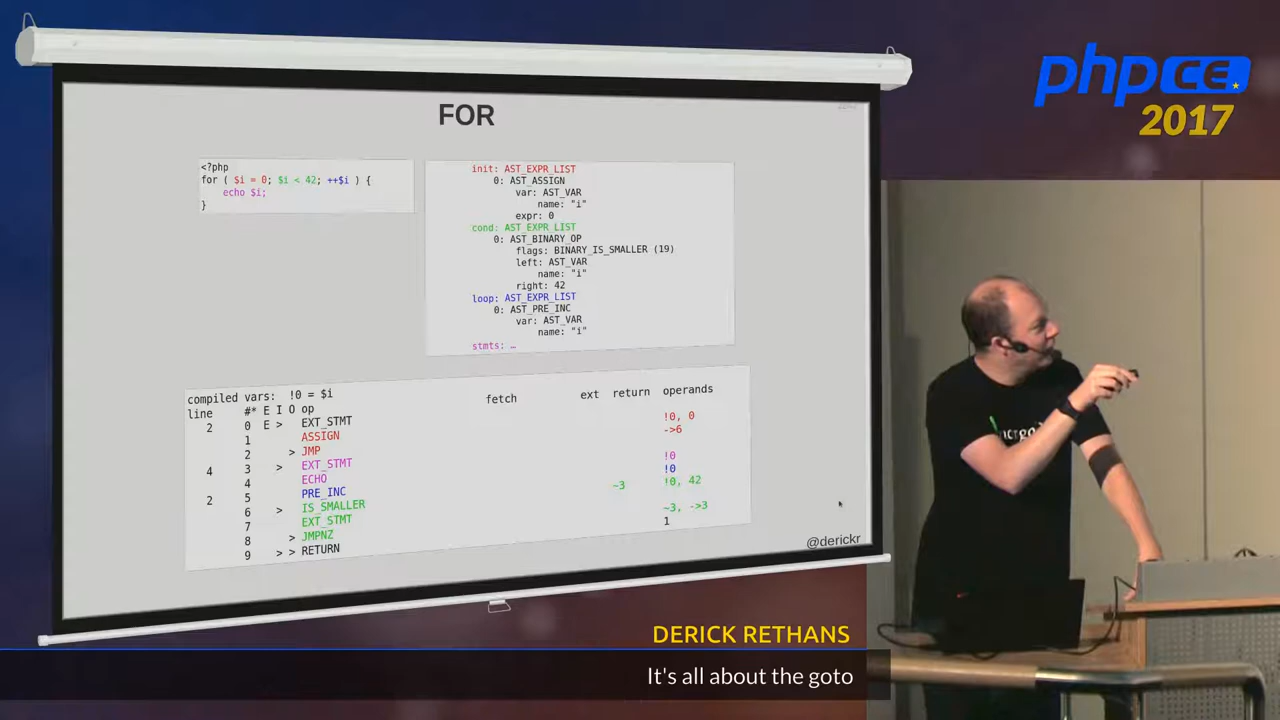 phpCE
2017
FOR
<?php
for ( $i = 0; $i < 42; ++$i ) {
echo $i;
}
init: AST_EXPR_LIST
0: AST_ASSIGN
var: AST_VAR
name: "i"
expr: 0
cond: AST_EXPR_LIST
0: AST_BINARY_OP
flags: BINARY_IS_SMALLER (19)
left: AST_VAR
name: "i"
right: 42
loop: AST_EXPR_LIST
0: AST_PRE_INC
var: AST_VAR
name: "i"
stmts: …
compiled vars: !0 = $i
line #* E I O op fetch ext return operands
2 0 E > EXT_STMT
1 ASSIGN !0, 0
2 > JMP ->6
4 3 > EXT_STMT
4 ECHO !0
2 5 PRE_INC !0
6 > IS_SMALLER ~3 !0, 42
7 EXT_STMT
8 > JMPNZ ~3, ->3
9 > > RETURN 1
@derickr
DERICK RETHANS
It's all about the goto